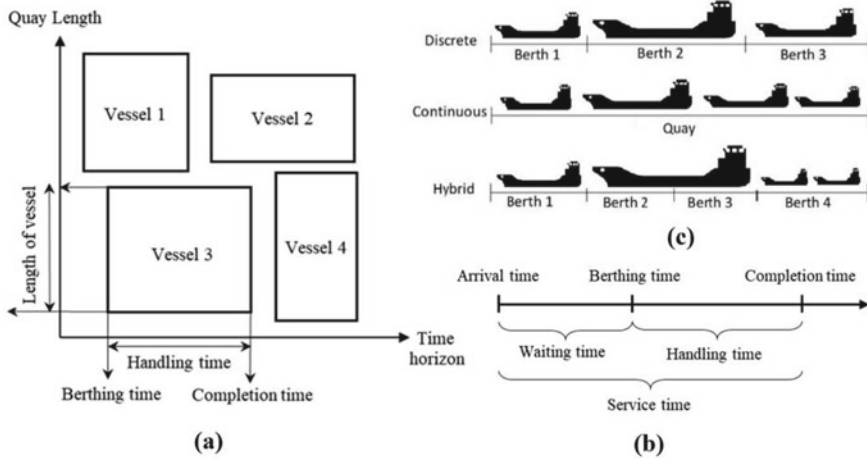 Quay Length
Vessel 1
Vessel 2
Length of vessel
Vessel 3
Vessel 4
Handling time
Time
horizon
Berthing time
Completion time
(a)
Discrete
Berth 1
Berth 2
Berth 3
Continuous
Quay
Hybrid
Berth 1
Berth 2
Berth 3
Berth 4
(c)
Arrival time
Berthing time
Completion time
Waiting time
Handling time
Service time
(b)